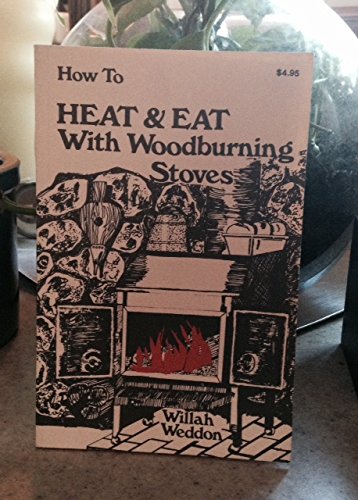 How To
$4.95
HEAT & EAT
With Woodburning
Stoves
Willah
Weddon